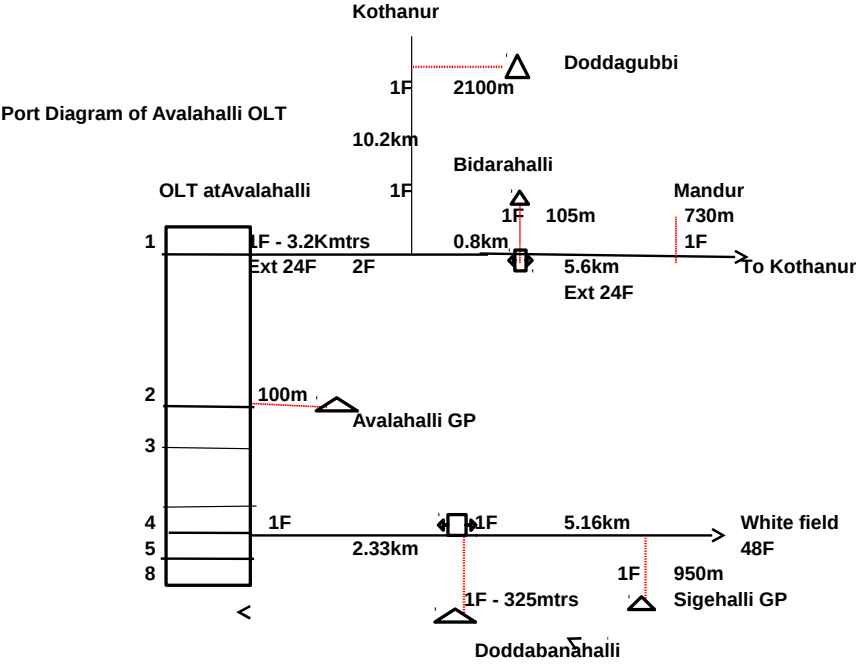 Kothanur
Doddagubbi
1F 2100m
Port Diagram of Avalahalli OLT
10.2km
Bidarahalli
OLT atAvalahalli 1F Mandur
1F 105m 730m
1 1F - 3.2Kmtrs 0.8km 1F
Ext 24F 2F 5.6km To Kothanur
Ext 24F
2 100m
Avalahalli GP
3
4 1F 1F 5.16km White field
5 2.33km 48F
8 1F 950m
1F - 325mtrs Sigehalli GP
Doddabanahalli